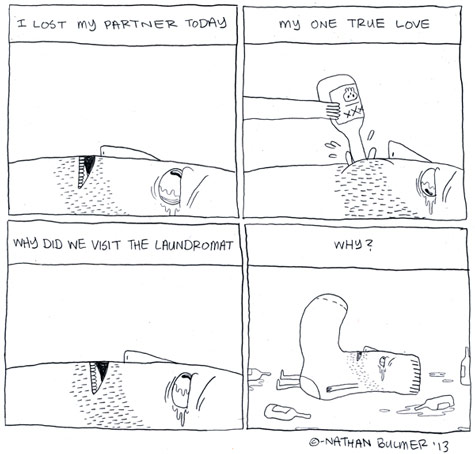 I LOST MY PARTNER TODAY
MY ONE TRUE LOVE
XXX
WHY DID WE VISIT THE LAUNDROMAT
WHY?
©-NATHAN BULMER '13